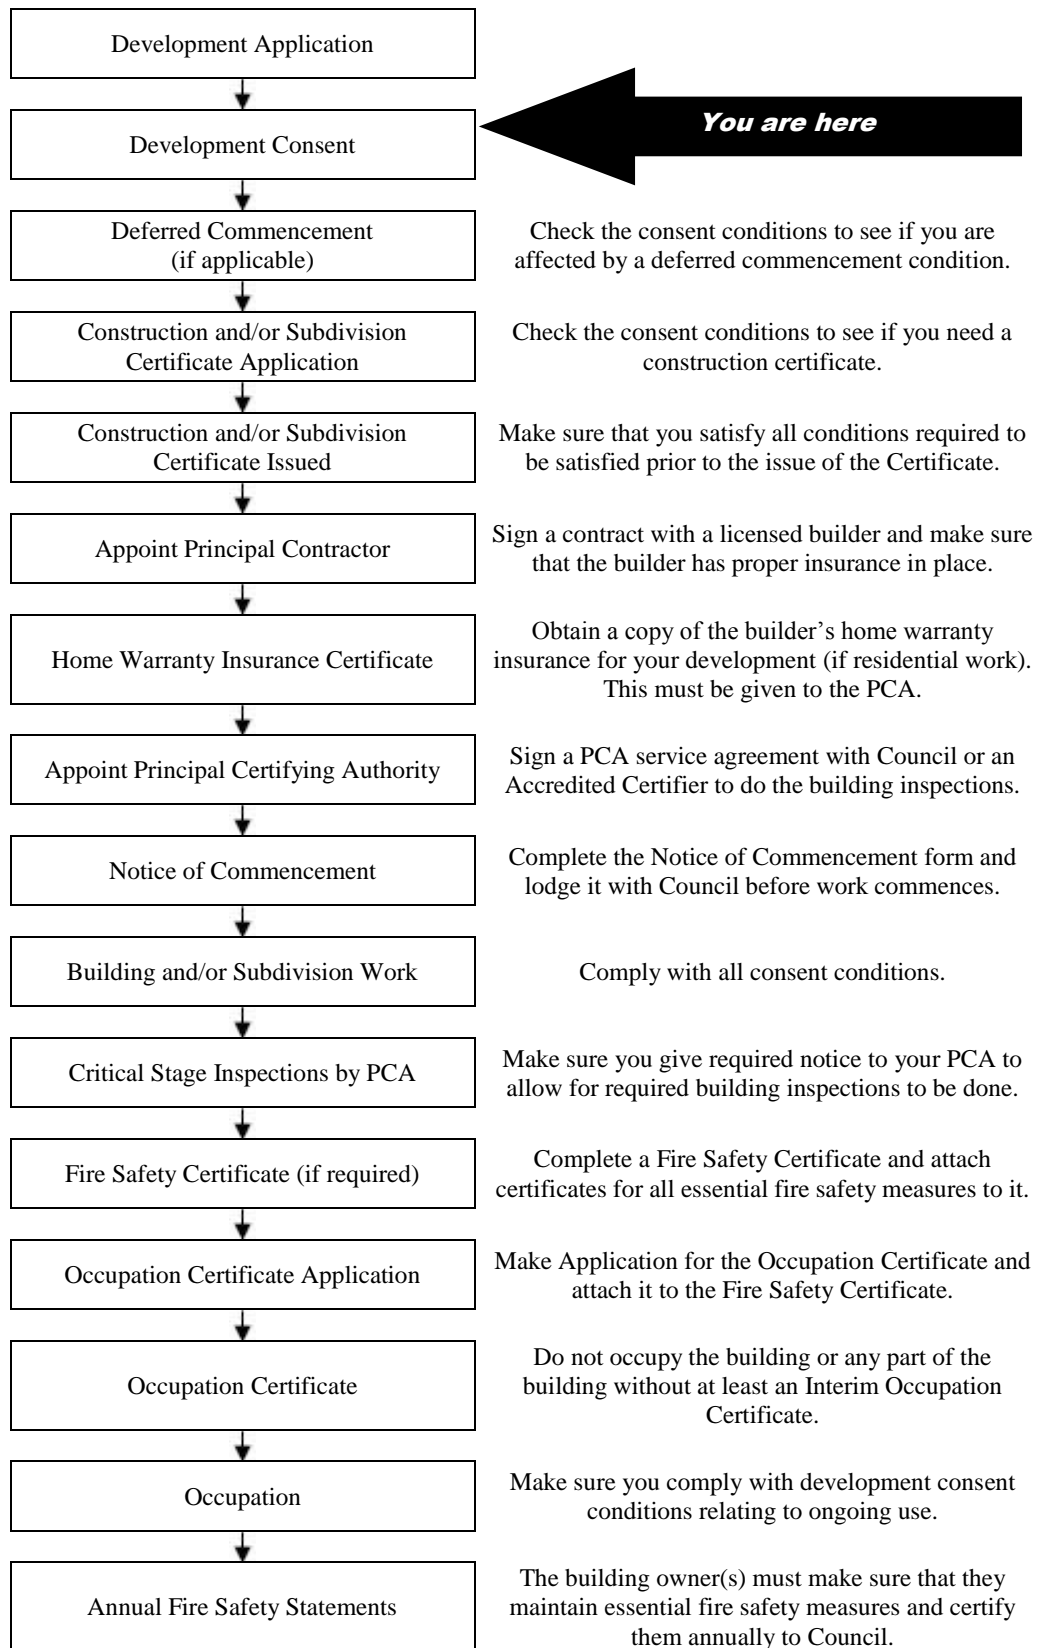 Development Application
You are here
Development Consent
Deferred Commencement
(if applicable)
Check the consent conditions to see if you are
affected by a deferred commencement condition.
Construction and/or Subdivision
Certificate Application
Check the consent conditions to see if you need a
construction certificate.
Construction and/or Subdivision
Certificate Issued
Make sure that you satisfy all conditions required to
be satisfied prior to the issue of the Certificate.
Appoint Principal Contractor
Sign a contract with a licensed builder and make sure
that the builder has proper insurance in place.
Home Warranty Insurance Certificate
Obtain a copy of the builder’s home warranty
insurance for your development (if residential work).
This must be given to the PCA.
Appoint Principal Certifying Authority
Sign a PCA service agreement with Council or an
Accredited Certifier to do the building inspections.
Notice of Commencement
Complete the Notice of Commencement form and
lodge it with Council before work commences.
Building and/or Subdivision Work
Comply with all consent conditions.
Critical Stage Inspections by PCA
Make sure you give required notice to your PCA to
allow for required building inspections to be done.
Fire Safety Certificate (if required)
Complete a Fire Safety Certificate and attach
certificates for all essential fire safety measures to it.
Occupation Certificate Application
Make Application for the Occupation Certificate and
attach it to the Fire Safety Certificate.
Occupation Certificate
Do not occupy the building or any part of the
building without at least an Interim Occupation
Certificate.
Occupation
Make sure you comply with development consent
conditions relating to ongoing use.
Annual Fire Safety Statements
The building owner(s) must make sure that they
maintain essential fire safety measures and certify
them annually to Council.